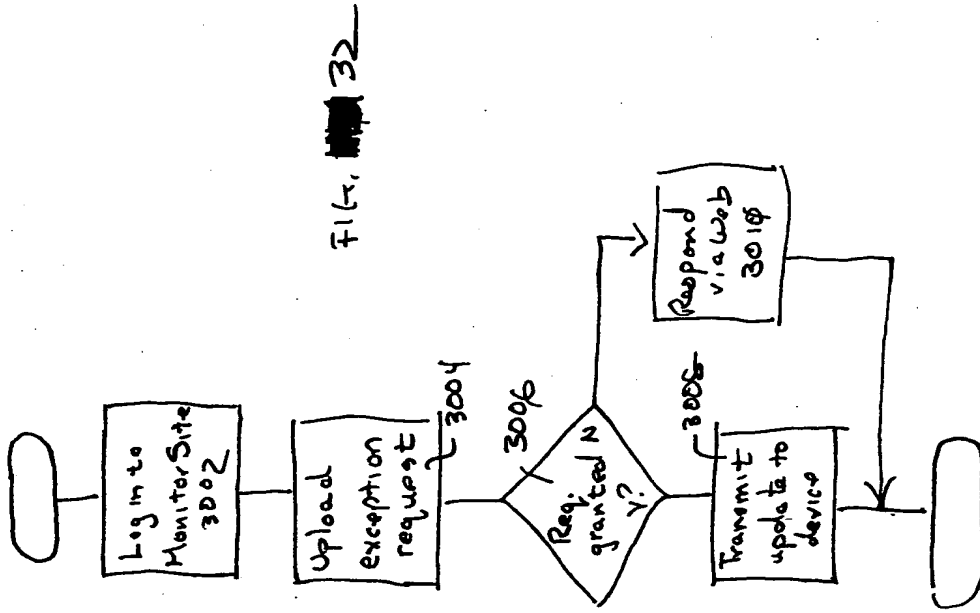 Log in to
Monitor Site
3002
Upload
exception
request
3004
3006
Req.
granted
Y?
N
3008
Transmit
update to
device
Respond
via Web
3010
FIG. 32